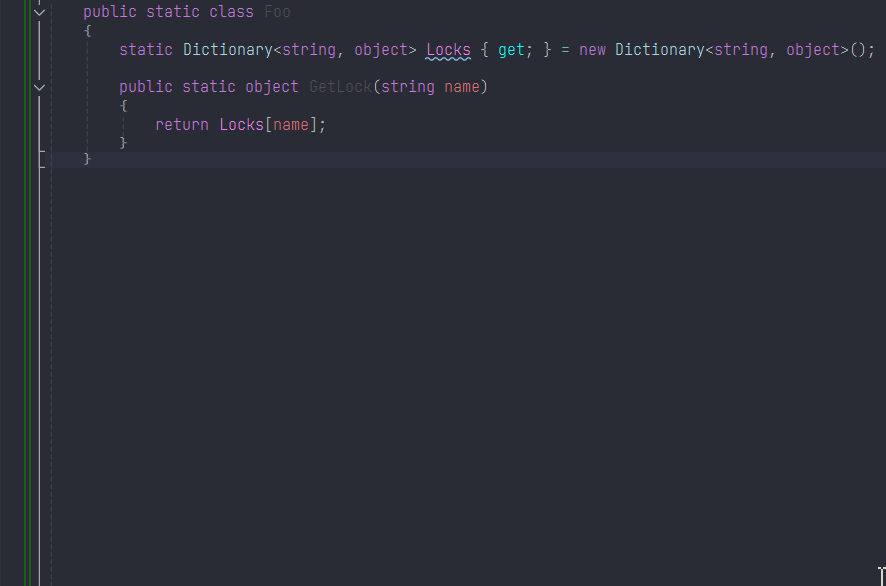 public static class Foo
{
static Dictionary<string, object> Locks { get; } = new Dictionary<string, object>();
public static object GetLock(string name)
{
return Locks[name];
}
}